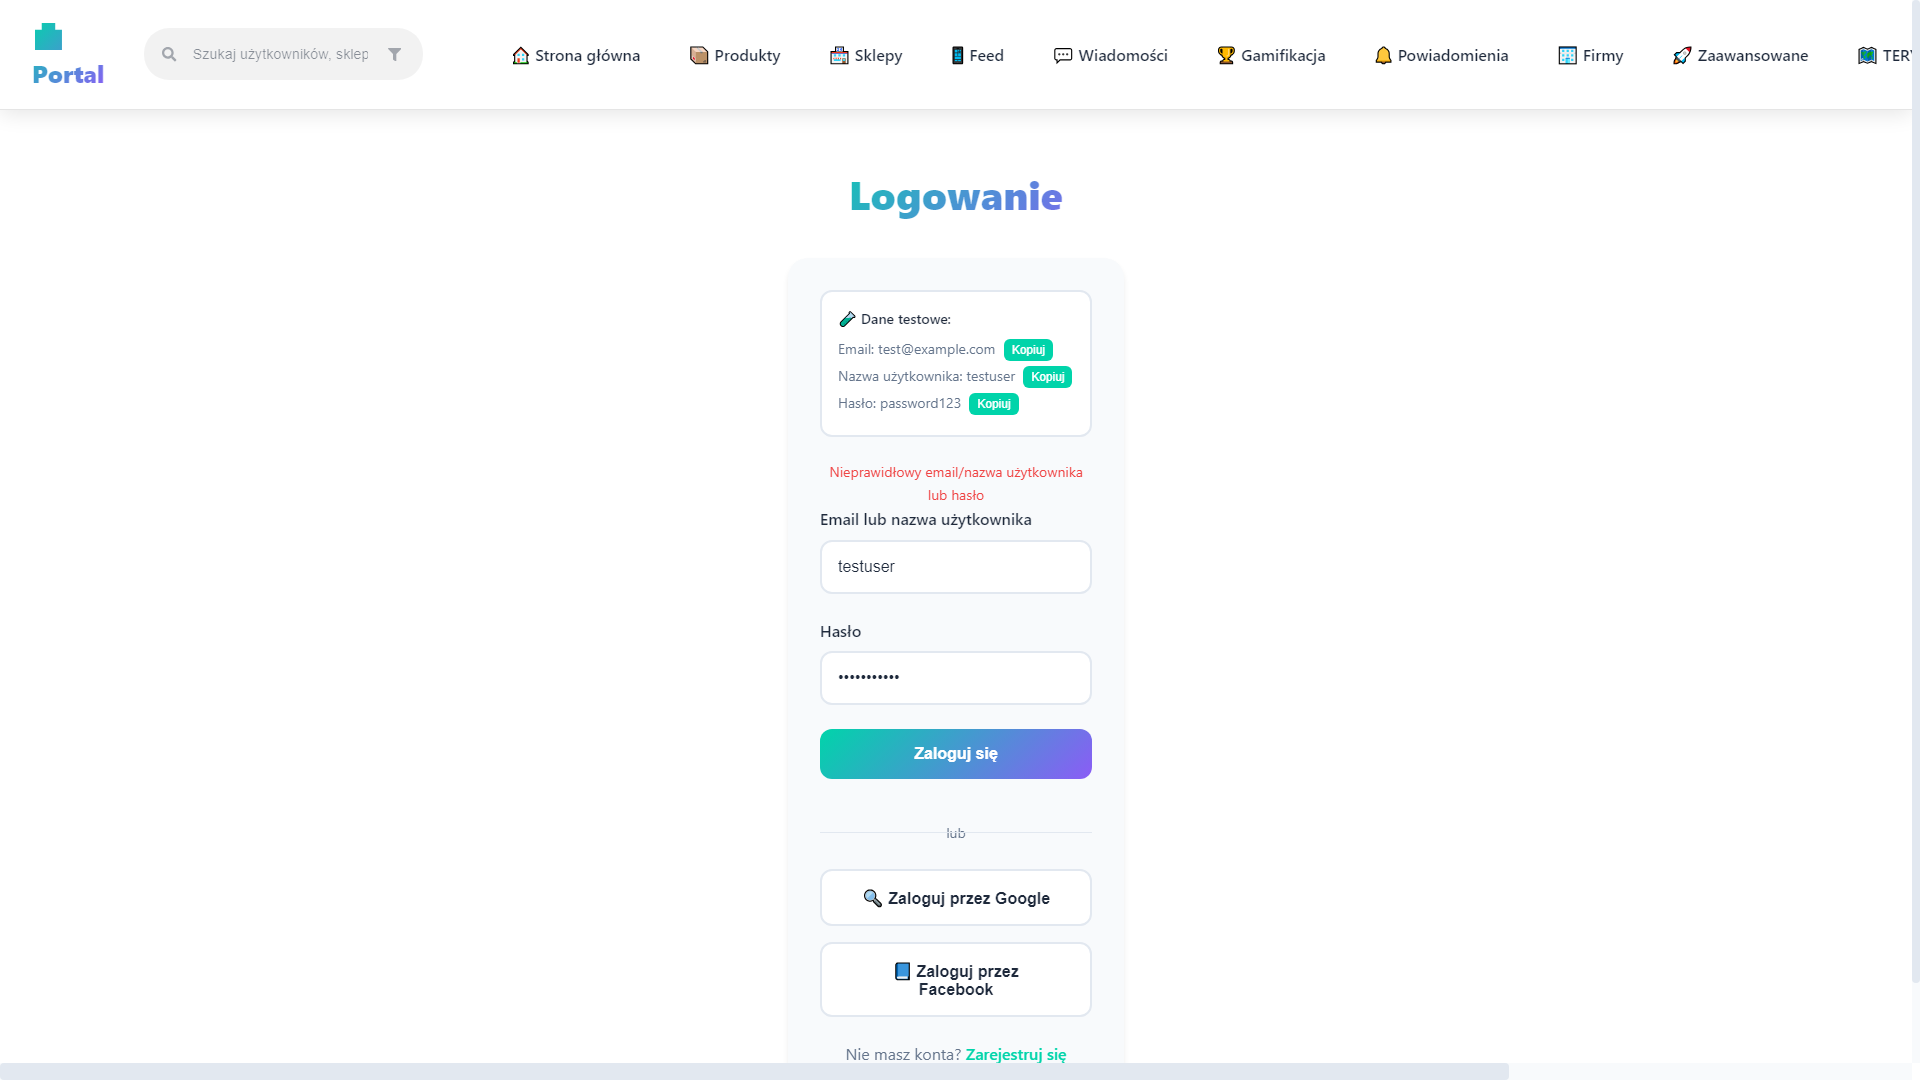 Portal
Szukaj użytkowników, sklep
Strona główna
Produkty
Sklepy
Feed
Wiadomości
Gamifikacja
Powiadomienia
Firmy
Zaawansowane
TERY
Logowanie
Dane testowe:
Email: test@example.com Kopiuj
Nazwa użytkownika: testuser Kopiuj
Hasło: password123 Kopiuj
Nieprawidłowy email/nazwa użytkownika
lub hasło
Email lub nazwa użytkownika
testuser
Hasło
•••••••••••
Zaloguj się
lub
Zaloguj przez Google
Zaloguj przez
Facebook
Nie masz konta? Zarejestruj się